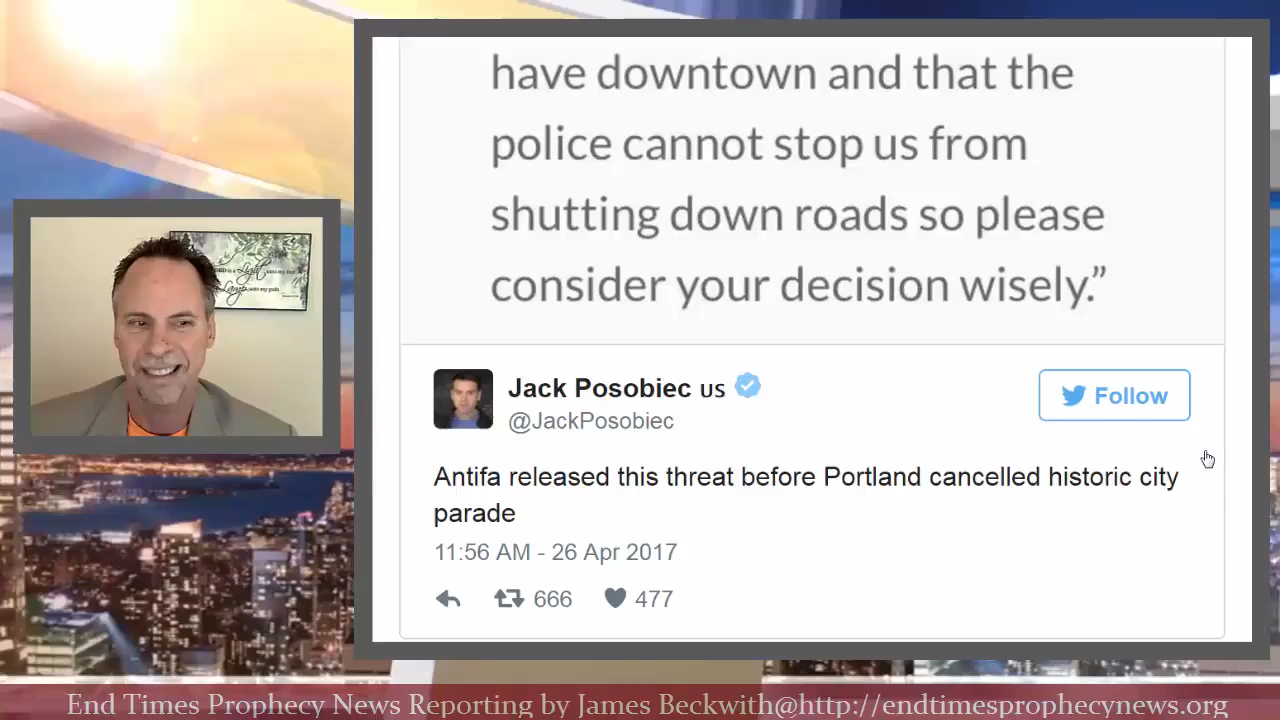 have downtown and that the
police cannot stop us from
shutting down roads so please
consider your decision wisely.”
Jack Posobiec US
@JackPosobiec
Follow
Antifa released this threat before Portland cancelled historic city
parade
11:56 AM - 26 Apr 2017
666 477
Light
Lamp
End Times Prophecy News Reporting by James Beckwith@http://endtimesprophecynews.org